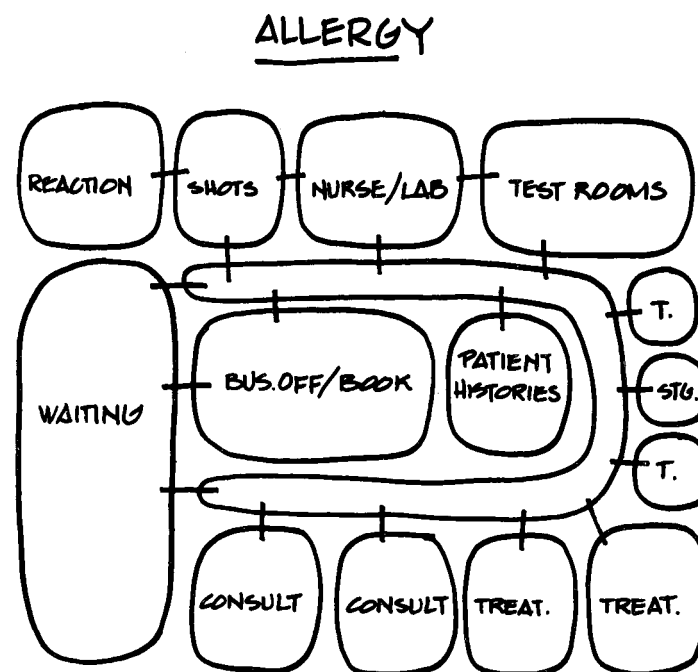 ALLERGY
REACTION
SHOTS
NURSE/LAB
TEST ROOMS
T.
WAITING
BUS. OFF/BOOK
PATIENT
HISTORIES
STG.
T.
CONSULT
CONSULT
TREAT.
TREAT.